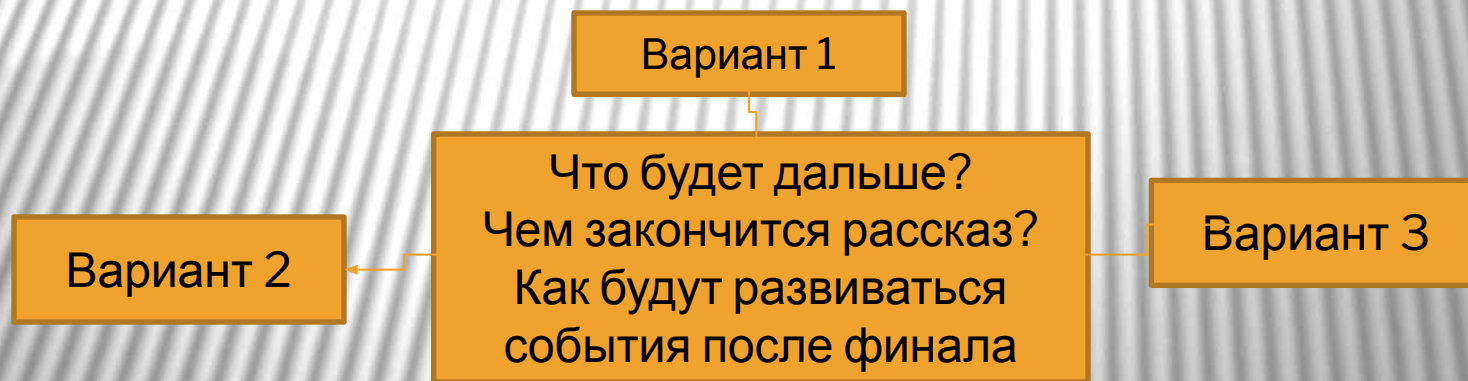 Вариант 1
Что будет дальше?
Чем закончится рассказ?
Как будут развиваться
события после финала
Вариант 2
Вариант 3